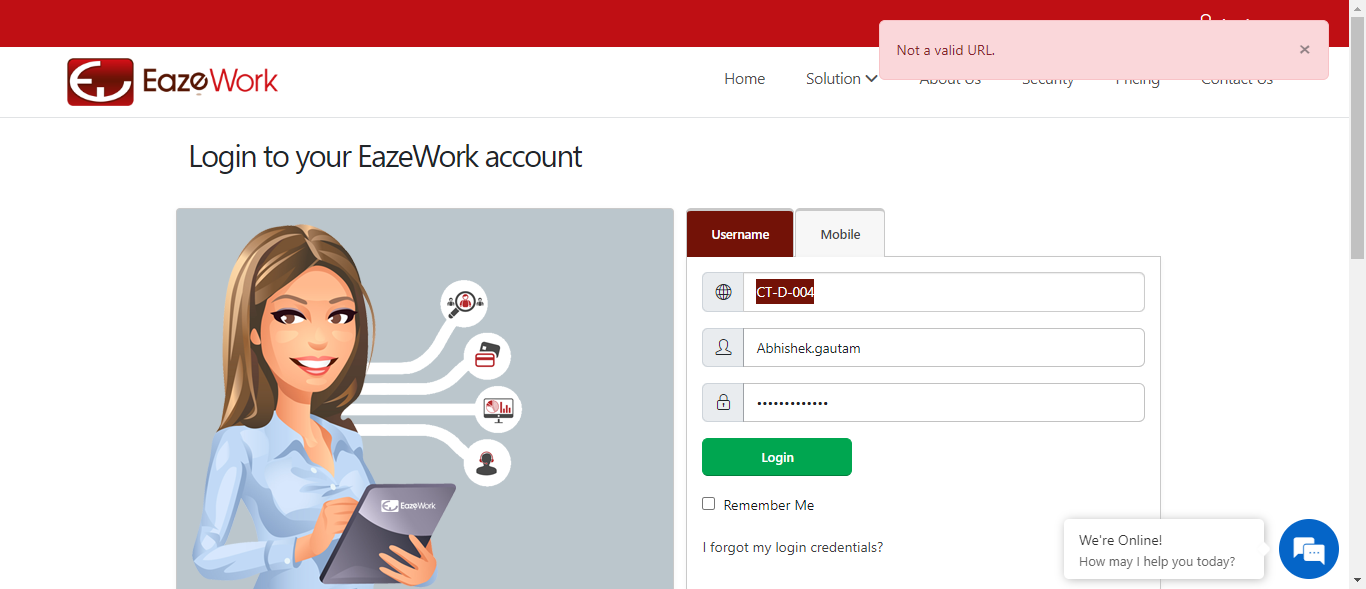 Not a valid URL.
×
EazeWork
Home
Solution
About Us
Security
Pricing
Contact Us
Login to your EazeWork account
Username
Mobile
CT-D-004
Abhishek.gautam
•••••••••••••
Login
Remember Me
I forgot my login credentials?
EazeWork
We're Online!
How may I help you today?